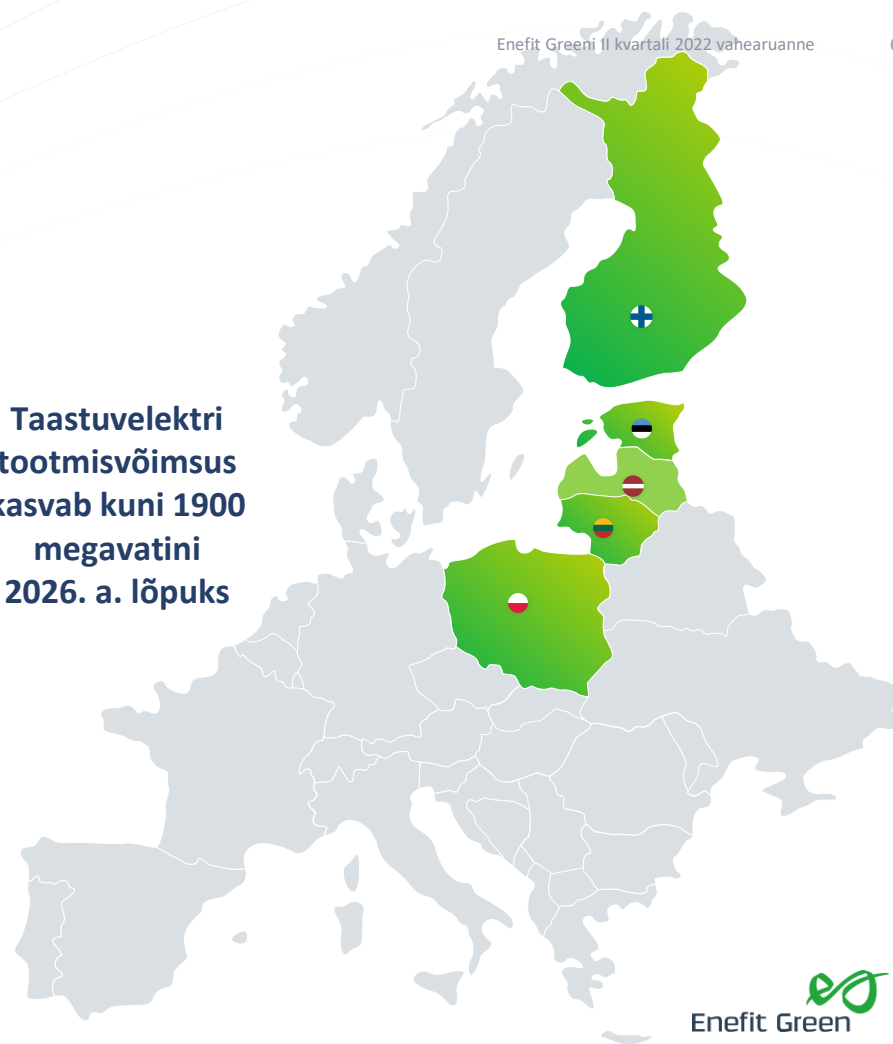 Enefit Greeni II kvartali 2022 vahearuanne
Taastuvelektri
tootmisvõimsus
kasvab kuni 1900
megavatini
2026. a. lõpuks
Enefit Green